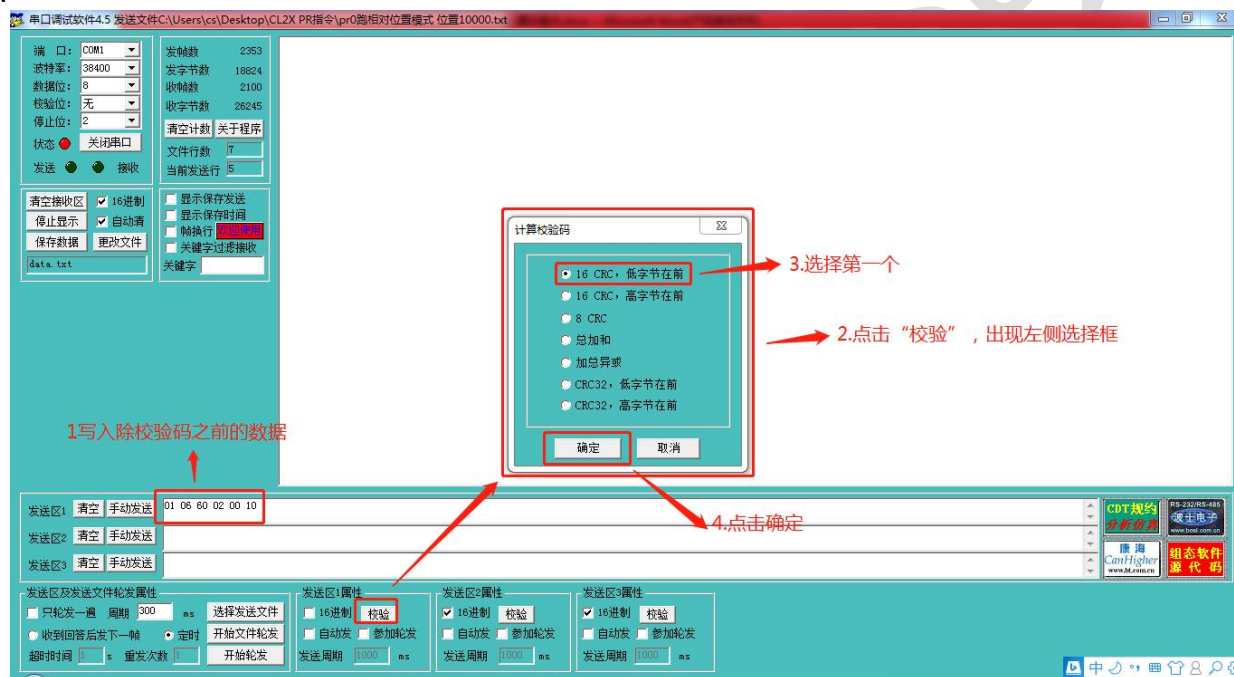 串口调试软件4.5 发送文件C:\Users\cs\Desktop\CL2X PR指令\pr0跑相对位置模式 位置10000.txt
端 口: COM1
波特率: 38400
数据位: 8
校验位: 无
停止位: 2
状态 关闭串口
发送 接收
发帧数 2353
发字节数 18824
收帧数 2100
收字节数 26245
清空计数 关于程序
文件行数 7
当前发送行 5
清空接收区 16进制
停止显示 自动清
保存数据 更改文件
data.txt
显示保存发送
显示保存时间
帧换行 欢迎使用
关键字过滤接收
关键字
计算校验码
16 CRC,低字节在前
16 CRC,高字节在前
8 CRC
总加和
加总异或
CRC32,低字节在前
CRC32,高字节在前
确定 取消
3.选择第一个
2.点击“校验”,出现左侧选择框
1写入除校验码之前的数据
4.点击确定
发送区1 清空 手动发送 01 06 60 02 00 10
发送区2 清空 手动发送
发送区3 清空 手动发送
CDT规约
分析仿真
RS-232/RS-485
波士电子
www.bosi.com.cn
康海
CanHigher
组态软件
源代码
发送区及发送文件轮发属性
只轮发一遍 周期 300 ms 选择发送文件
收到回答后发下一帧 定时 开始文件轮发
超时时间 1 s 重发次数 1 开始轮发
发送区1属性
16进制 校验
自动发 参加轮发
发送周期 1000 ms
发送区2属性
16进制 校验
自动发 参加轮发
发送周期 1000 ms
发送区3属性
16进制 校验
自动发 参加轮发
发送周期 1000 ms
中